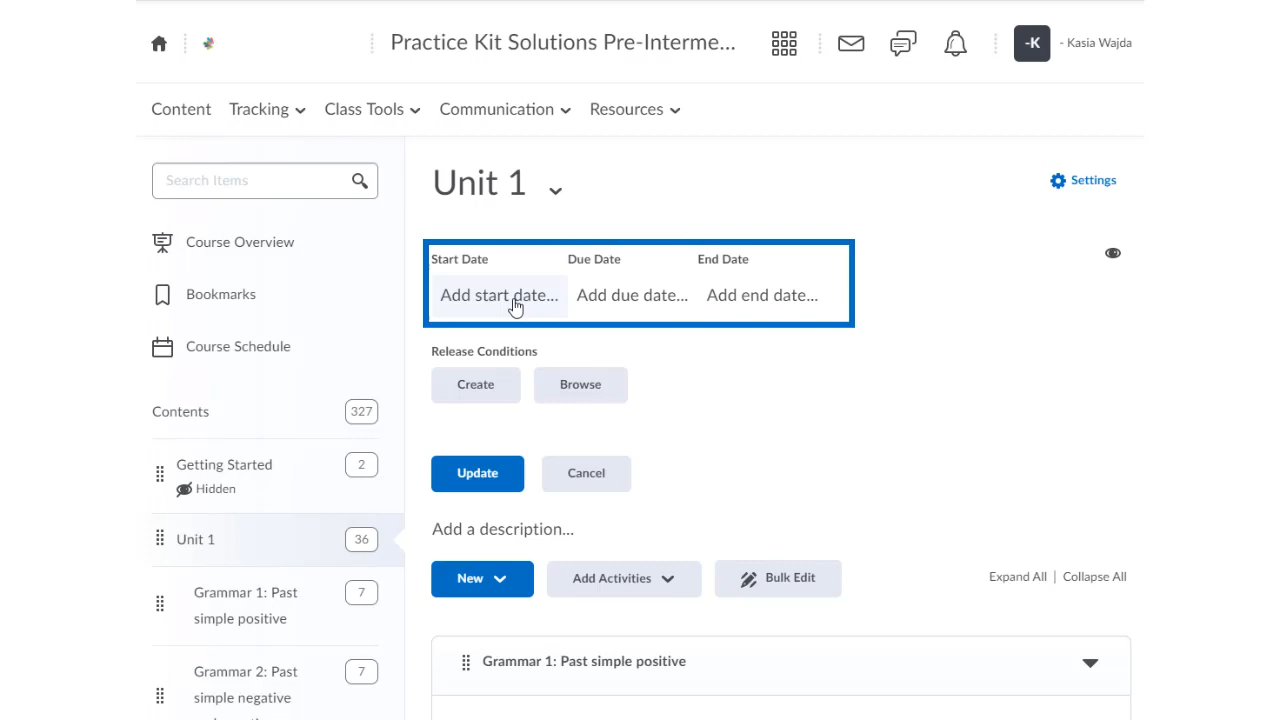 Practice Kit Solutions Pre-Interme...
-K
- Kasia Wajda
Content Tracking Class Tools Communication Resources
Search Items
Course Overview
Bookmarks
Course Schedule
Contents 327
Getting Started 2
Hidden
Unit 1 36
Grammar 1: Past 7
simple positive
Grammar 2: Past 7
simple negative
Unit 1
Settings
Start Date Due Date End Date
Add start date... Add due date... Add end date...
Release Conditions
Create Browse
Update Cancel
Add a description...
New Add Activities Bulk Edit Expand All | Collapse All
Grammar 1: Past simple positive